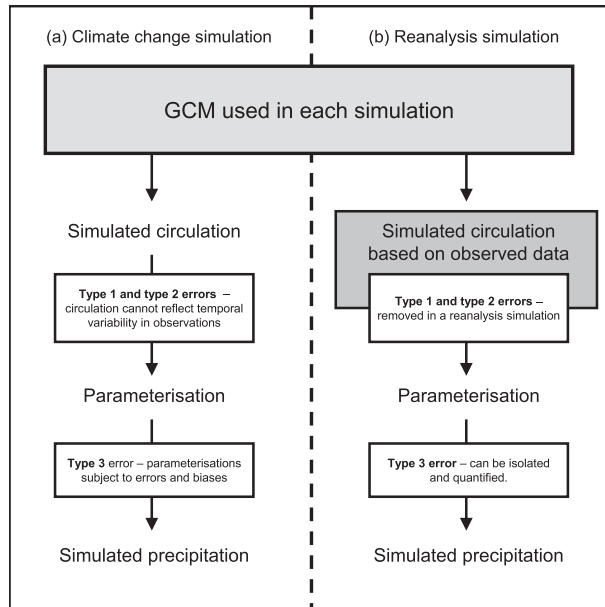 (a) Climate change simulation
(b) Reanalysis simulation
GCM used in each simulation
Simulated circulation
Type 1 and type 2 errors –
circulation cannot reflect temporal
variability in observations
Parameterisation
Type 3 error – parameterisations
subject to errors and biases
Simulated precipitation
Simulated circulation
based on observed data
Type 1 and type 2 errors –
removed in a reanalysis simulation
Parameterisation
Type 3 error – can be isolated
and quantified.
Simulated precipitation